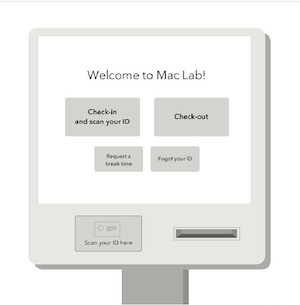 Welcome to Mac Lab!
Check-in
and scan your ID
Check-out
Request a
break time
Fogot your ID
Scan your ID here